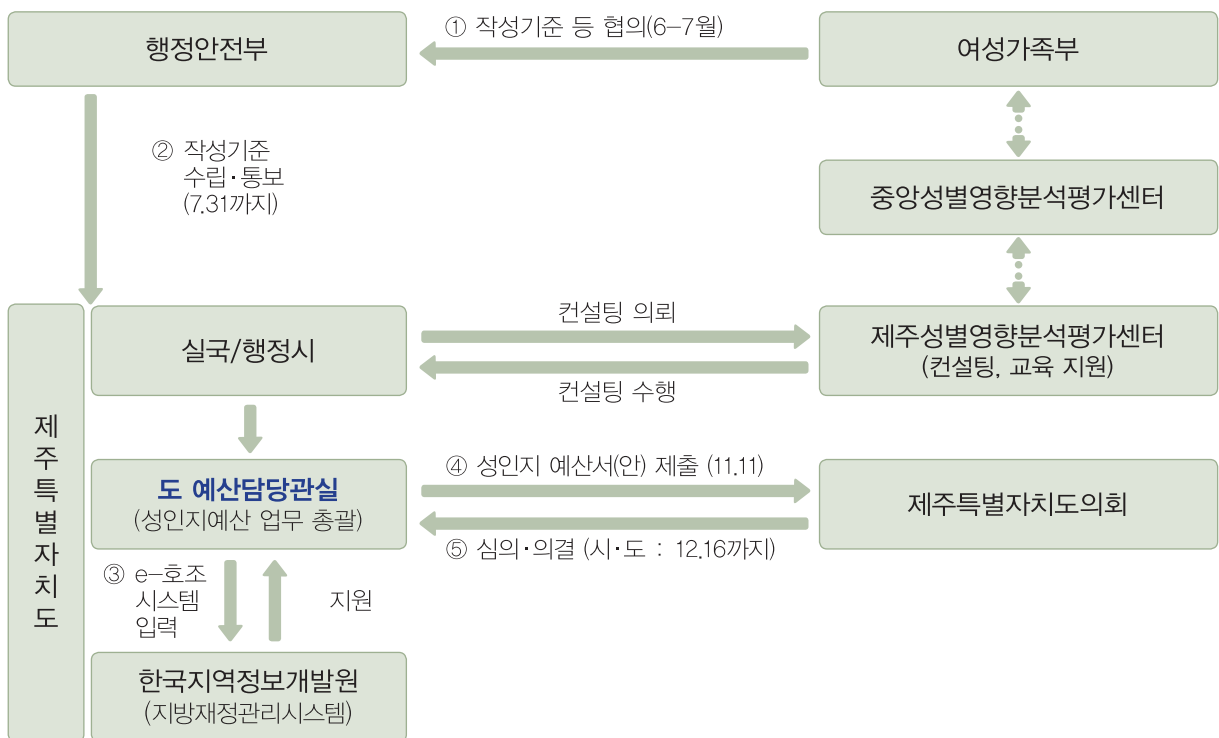 행정안전부
① 작성기준 등 협의(6-7월)
여성가족부
② 작성기준
수립·통보
(7.31까지)
중앙성별영향분석평가센터
제주특별자치도
실국/행정시
컨설팅 의뢰
컨설팅 수행
제주성별영향분석평가센터
(컨설팅, 교육 지원)
도 예산담당관실
(성인지예산 업무 총괄)
④ 성인지 예산서(안) 제출 (11.11)
⑤ 심의·의결 (시·도 : 12.16까지)
제주특별자치도의회
③ e-호조
시스템
입력
지원
한국지역정보개발원
(지방재정관리시스템)